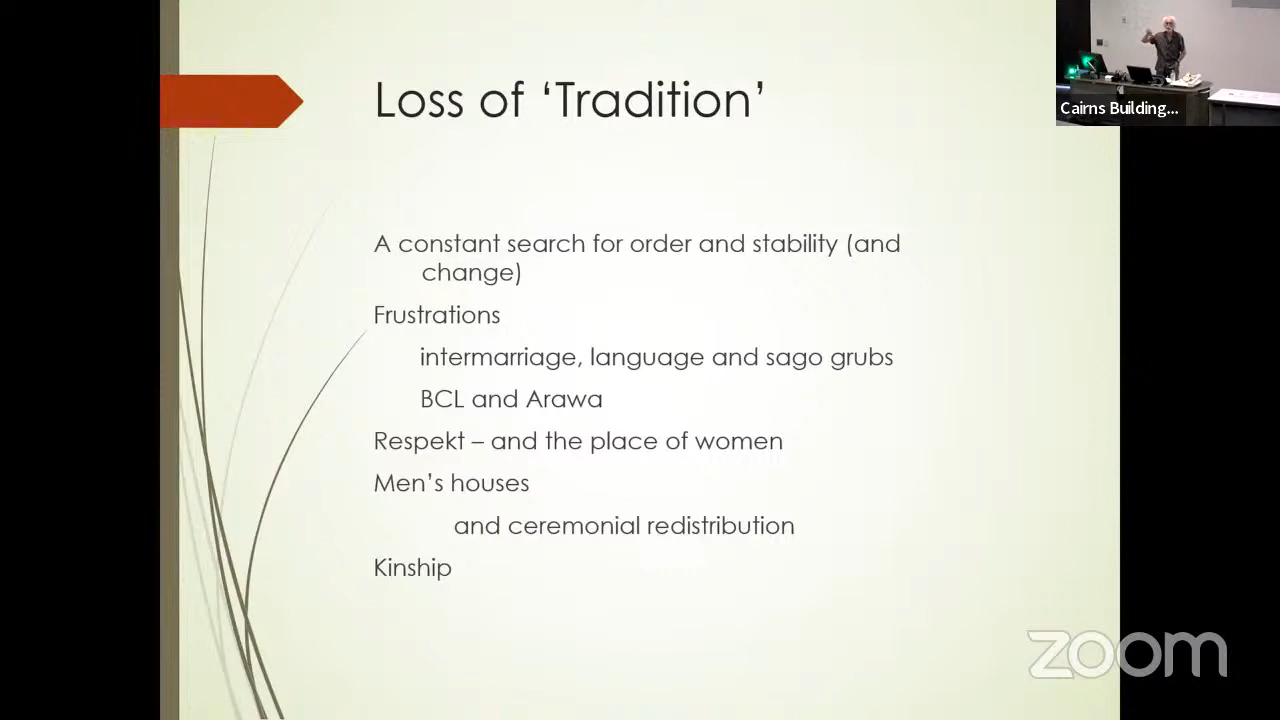 Loss of ‘Tradition’
Cairns Building...
A constant search for order and stability (and
change)
Frustrations
intermarriage, language and sago grubs
BCL and Arawa
Respekt – and the place of women
Men’s houses
and ceremonial redistribution
Kinship
zoom